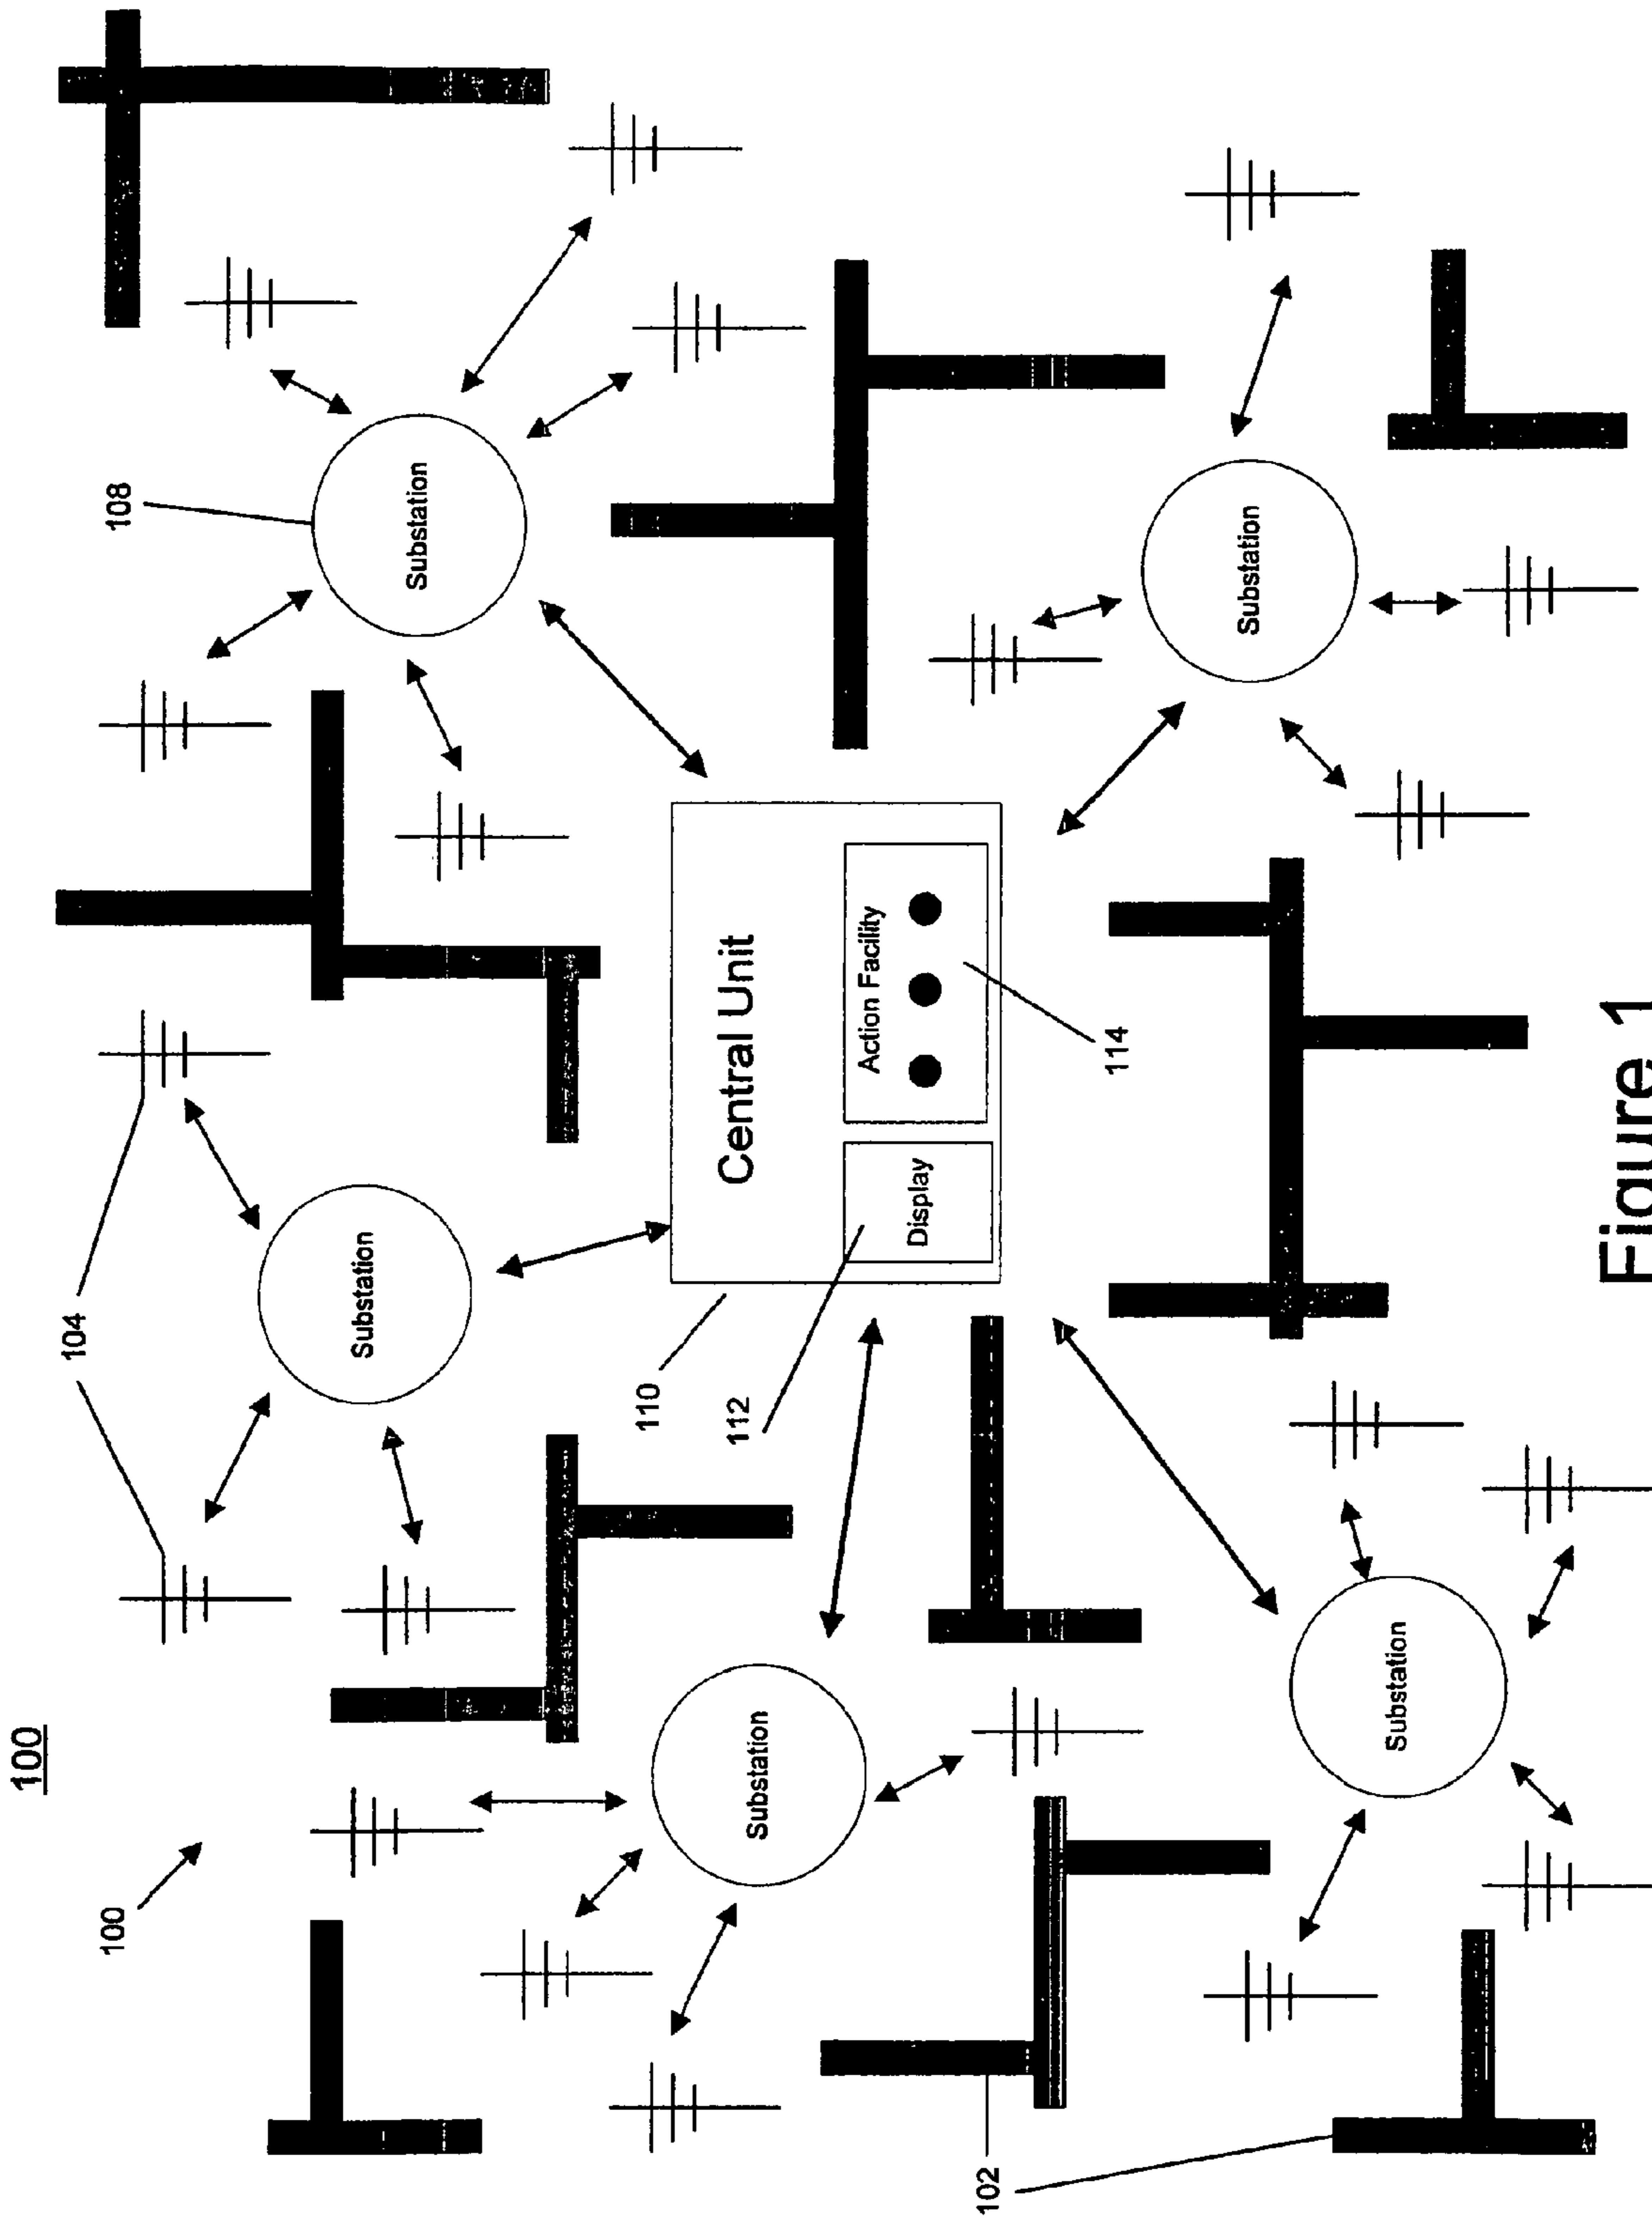 100
100
104
108
Substation
Substation
Substation
110
112
Central Unit
Display
Action Facility
114
102
Substation
Substation
Figure 1